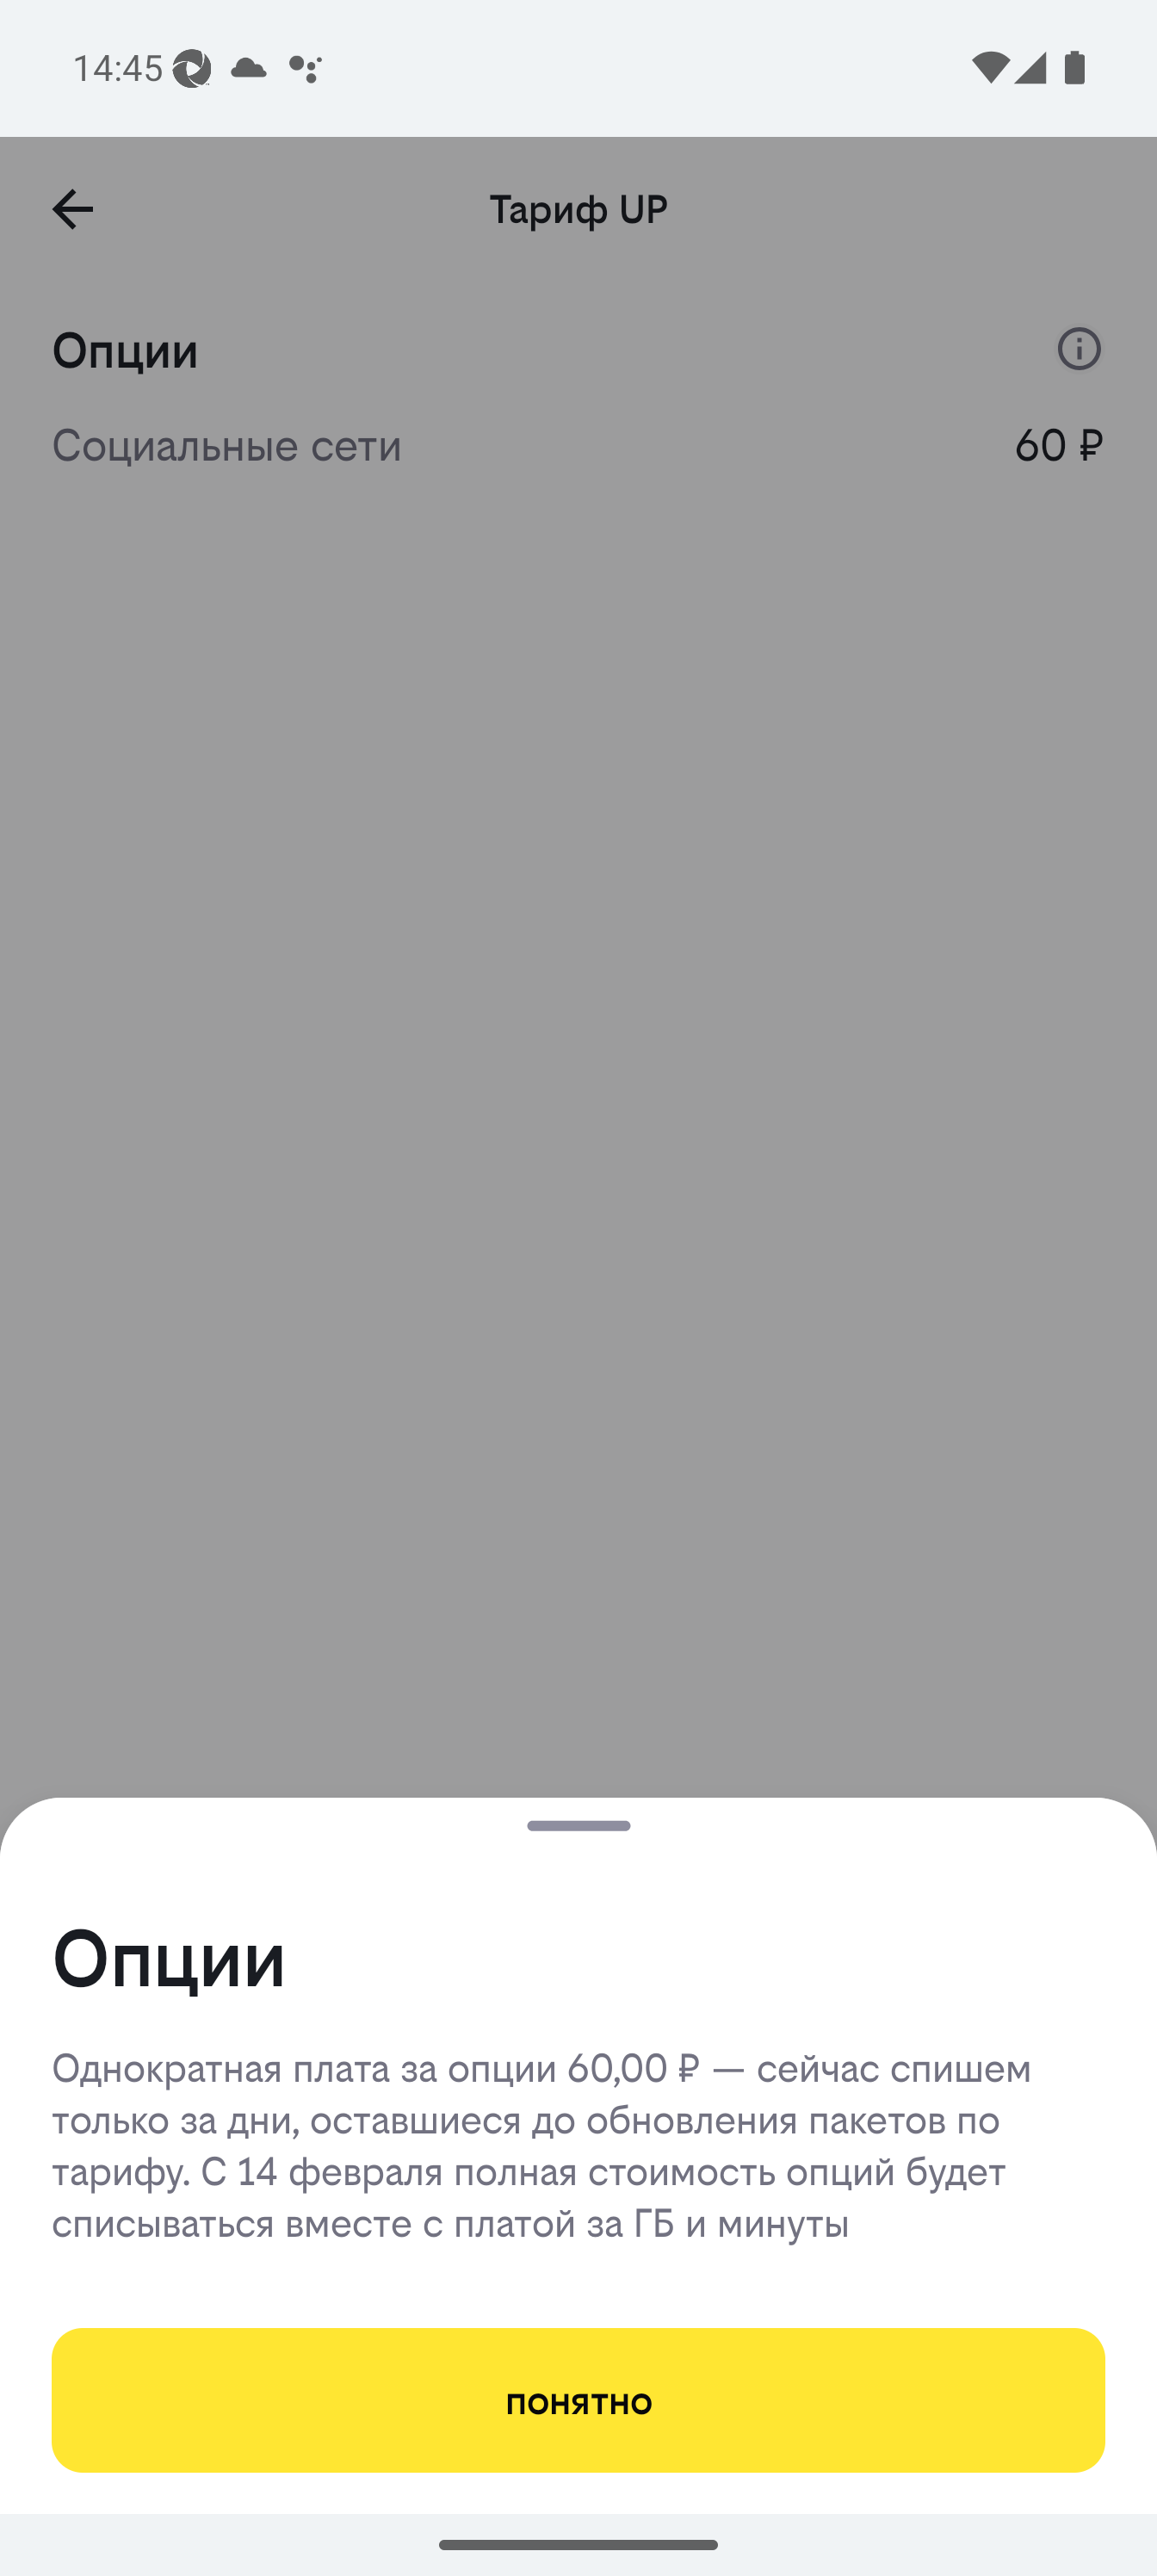 14:45
Тариф UP
Опции
Социальные сети 60 ₽
Опции
Однократная плата за опции 60,00 ₽ — сейчас спишем
только за дни, оставшиеся до обновления пакетов по
тарифу. С 14 февраля полная стоимость опций будет
списываться вместе с платой за ГБ и минуты
понятно